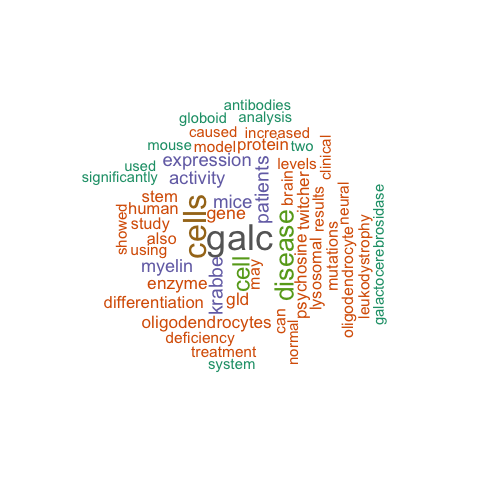 antibodies
globoid analysis
caused increased
mouse model protein two
used expression levels clinical
significantly activity patients brain
stem mice twitcher
human cells gene results neural
study galc disease
showed also using
myelin krabbe cell may psychosine lysosomal mutations oligodendrocyte leukodystrophy galactocerebrosidase
enzyme
differentiation gld
oligodendrocytes can
deficiency normal
treatment
system